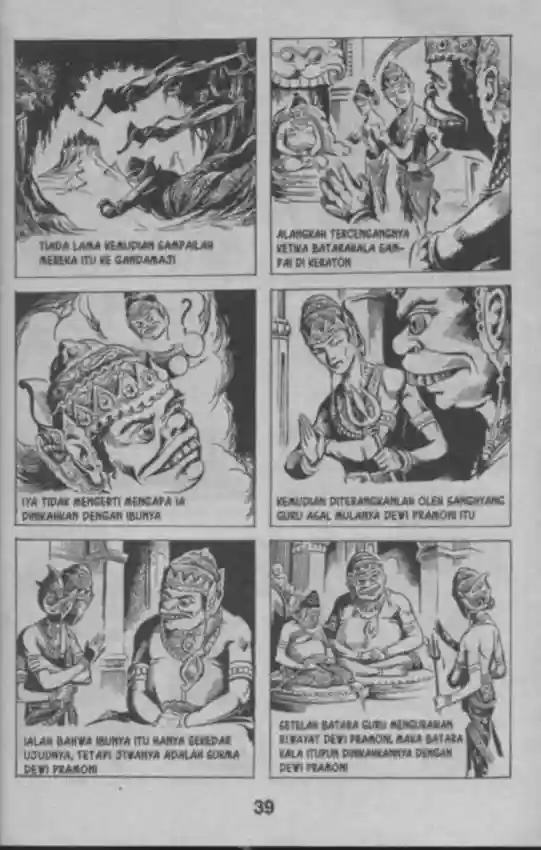 TIADA LAMA KEMUDIAN SAMPAILAH
MEREKA ITU KE GANDAMAJI
ALANGKAH TERCENGANGNYA
KETIKA BATARAKALA SAM-
PAI DI KERATON
IYA TIDAK MENGERTI MENGAPA IA
DINIKAHKAN DENGAN IBUNYA
KEMUDIAN DITERANGKANLAH OLEH SANGHYANG
GURU ASAL MULANYA DEWI PRAMONI ITU
IALAH BAHWA IBUNYA ITU HANYA SEKEDAR
UJUDNYA, TETAPI JIWANYA ADALAH SUKMA
DEWI PRAMONI
SETELAH BATARA GURU MENGURAIKAN
RIWAYAT DEWI PRAMONI, MAKA BATARA
KALA ITUPUN DINIKAHKANNYA DENGAN
DEWI PRAMONI
39